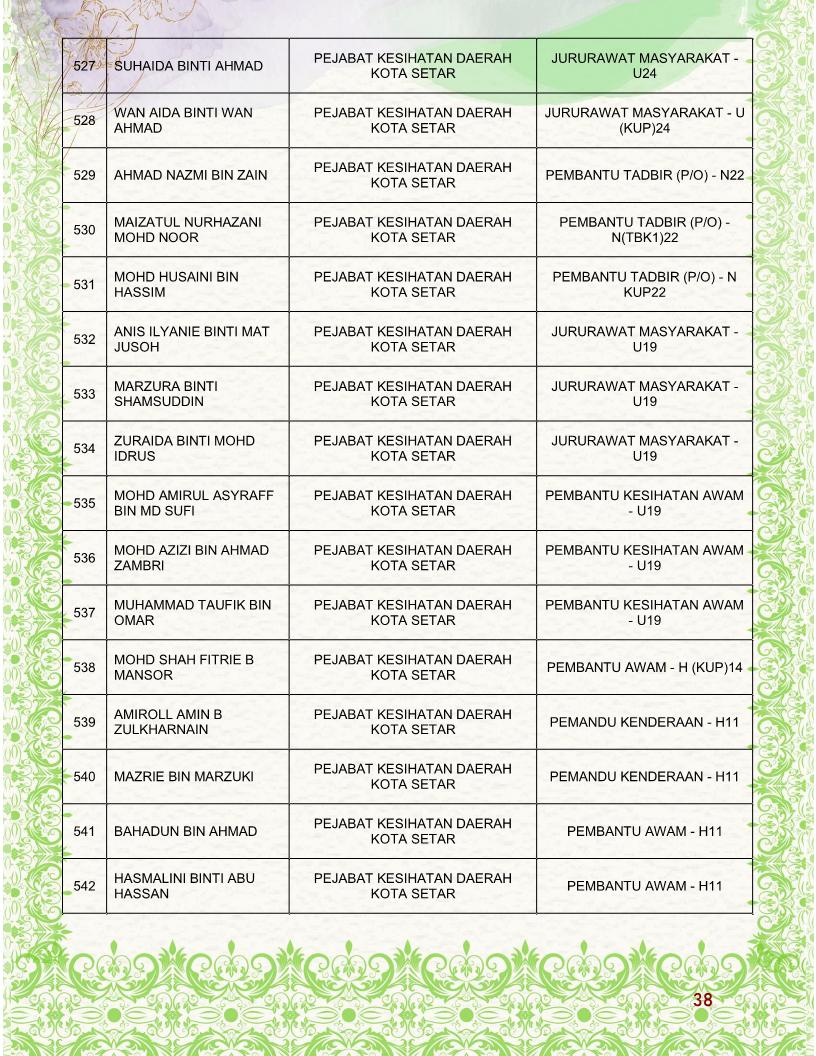 527 SUHAIDA BINTI AHMAD PEJABAT KESIHATAN DAERAH KOTA SETAR JURURAWAT MASYARAKAT - U24
528 WAN AIDA BINTI WAN AHMAD PEJABAT KESIHATAN DAERAH KOTA SETAR JURURAWAT MASYARAKAT - U (KUP)24
529 AHMAD NAZMI BIN ZAIN PEJABAT KESIHATAN DAERAH KOTA SETAR PEMBANTU TADBIR (P/O) - N22
530 MAIZATUL NURHAZANI MOHD NOOR PEJABAT KESIHATAN DAERAH KOTA SETAR PEMBANTU TADBIR (P/O) - N(TBK1)22
531 MOHD HUSAINI BIN HASSIM PEJABAT KESIHATAN DAERAH KOTA SETAR PEMBANTU TADBIR (P/O) - N KUP22
532 ANIS ILYANIE BINTI MAT JUSOH PEJABAT KESIHATAN DAERAH KOTA SETAR JURURAWAT MASYARAKAT - U19
533 MARZURA BINTI SHAMSUDDIN PEJABAT KESIHATAN DAERAH KOTA SETAR JURURAWAT MASYARAKAT - U19
534 ZURAIDA BINTI MOHD IDRUS PEJABAT KESIHATAN DAERAH KOTA SETAR JURURAWAT MASYARAKAT - U19
535 MOHD AMIRUL ASYRAFF BIN MD SUFI PEJABAT KESIHATAN DAERAH KOTA SETAR PEMBANTU KESIHATAN AWAM - U19
536 MOHD AZIZI BIN AHMAD ZAMBRI PEJABAT KESIHATAN DAERAH KOTA SETAR PEMBANTU KESIHATAN AWAM - U19
537 MUHAMMAD TAUFIK BIN OMAR PEJABAT KESIHATAN DAERAH KOTA SETAR PEMBANTU KESIHATAN AWAM - U19
538 MOHD SHAH FITRIE B MANSOR PEJABAT KESIHATAN DAERAH KOTA SETAR PEMBANTU AWAM - H (KUP)14
539 AMIROLL AMIN B ZULKHARNAIN PEJABAT KESIHATAN DAERAH KOTA SETAR PEMANDU KENDERAAN - H11
540 MAZRIE BIN MARZUKI PEJABAT KESIHATAN DAERAH KOTA SETAR PEMANDU KENDERAAN - H11
541 BAHADUN BIN AHMAD PEJABAT KESIHATAN DAERAH KOTA SETAR PEMBANTU AWAM - H11
542 HASMALINI BINTI ABU HASSAN PEJABAT KESIHATAN DAERAH KOTA SETAR PEMBANTU AWAM - H11
38